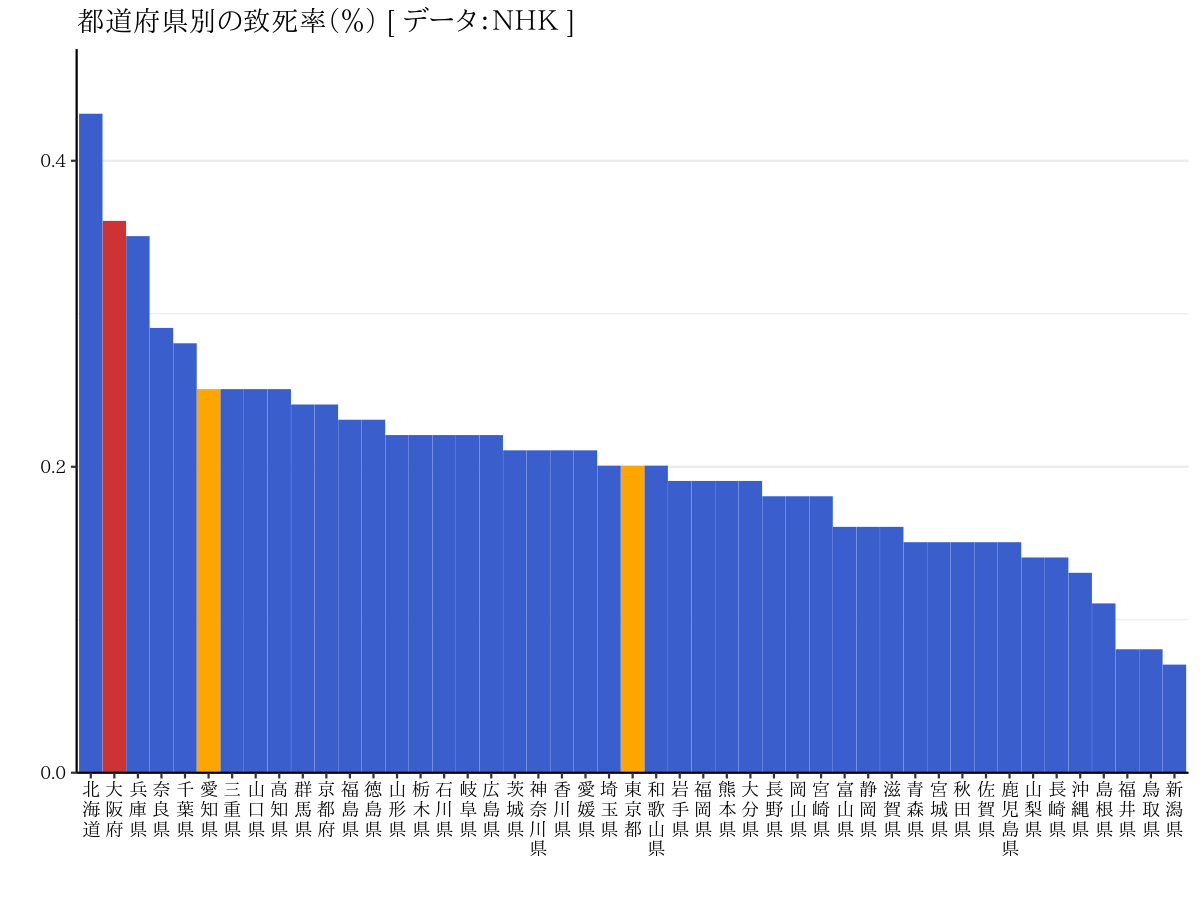 都道府県別の致死率(%) [ データ:NHK ]
0.4
0.2
0.0
北海道
大阪府
兵庫県
奈良県
千葉県
愛知県
三重県
山口県
高知県
群馬県
京都府
福島県
徳島県
山形県
栃木県
石川県
岐阜県
広島県
茨城県
神奈川県
香川県
愛媛県
埼玉県
東京都
和歌山県
岩手県
福岡県
熊本県
大分県
長野県
岡山県
宮崎県
富山県
静岡県
滋賀県
青森県
宮城県
秋田県
佐賀県
鹿児島県
山梨県
長崎県
沖縄県
島根県
福井県
鳥取県
新潟県